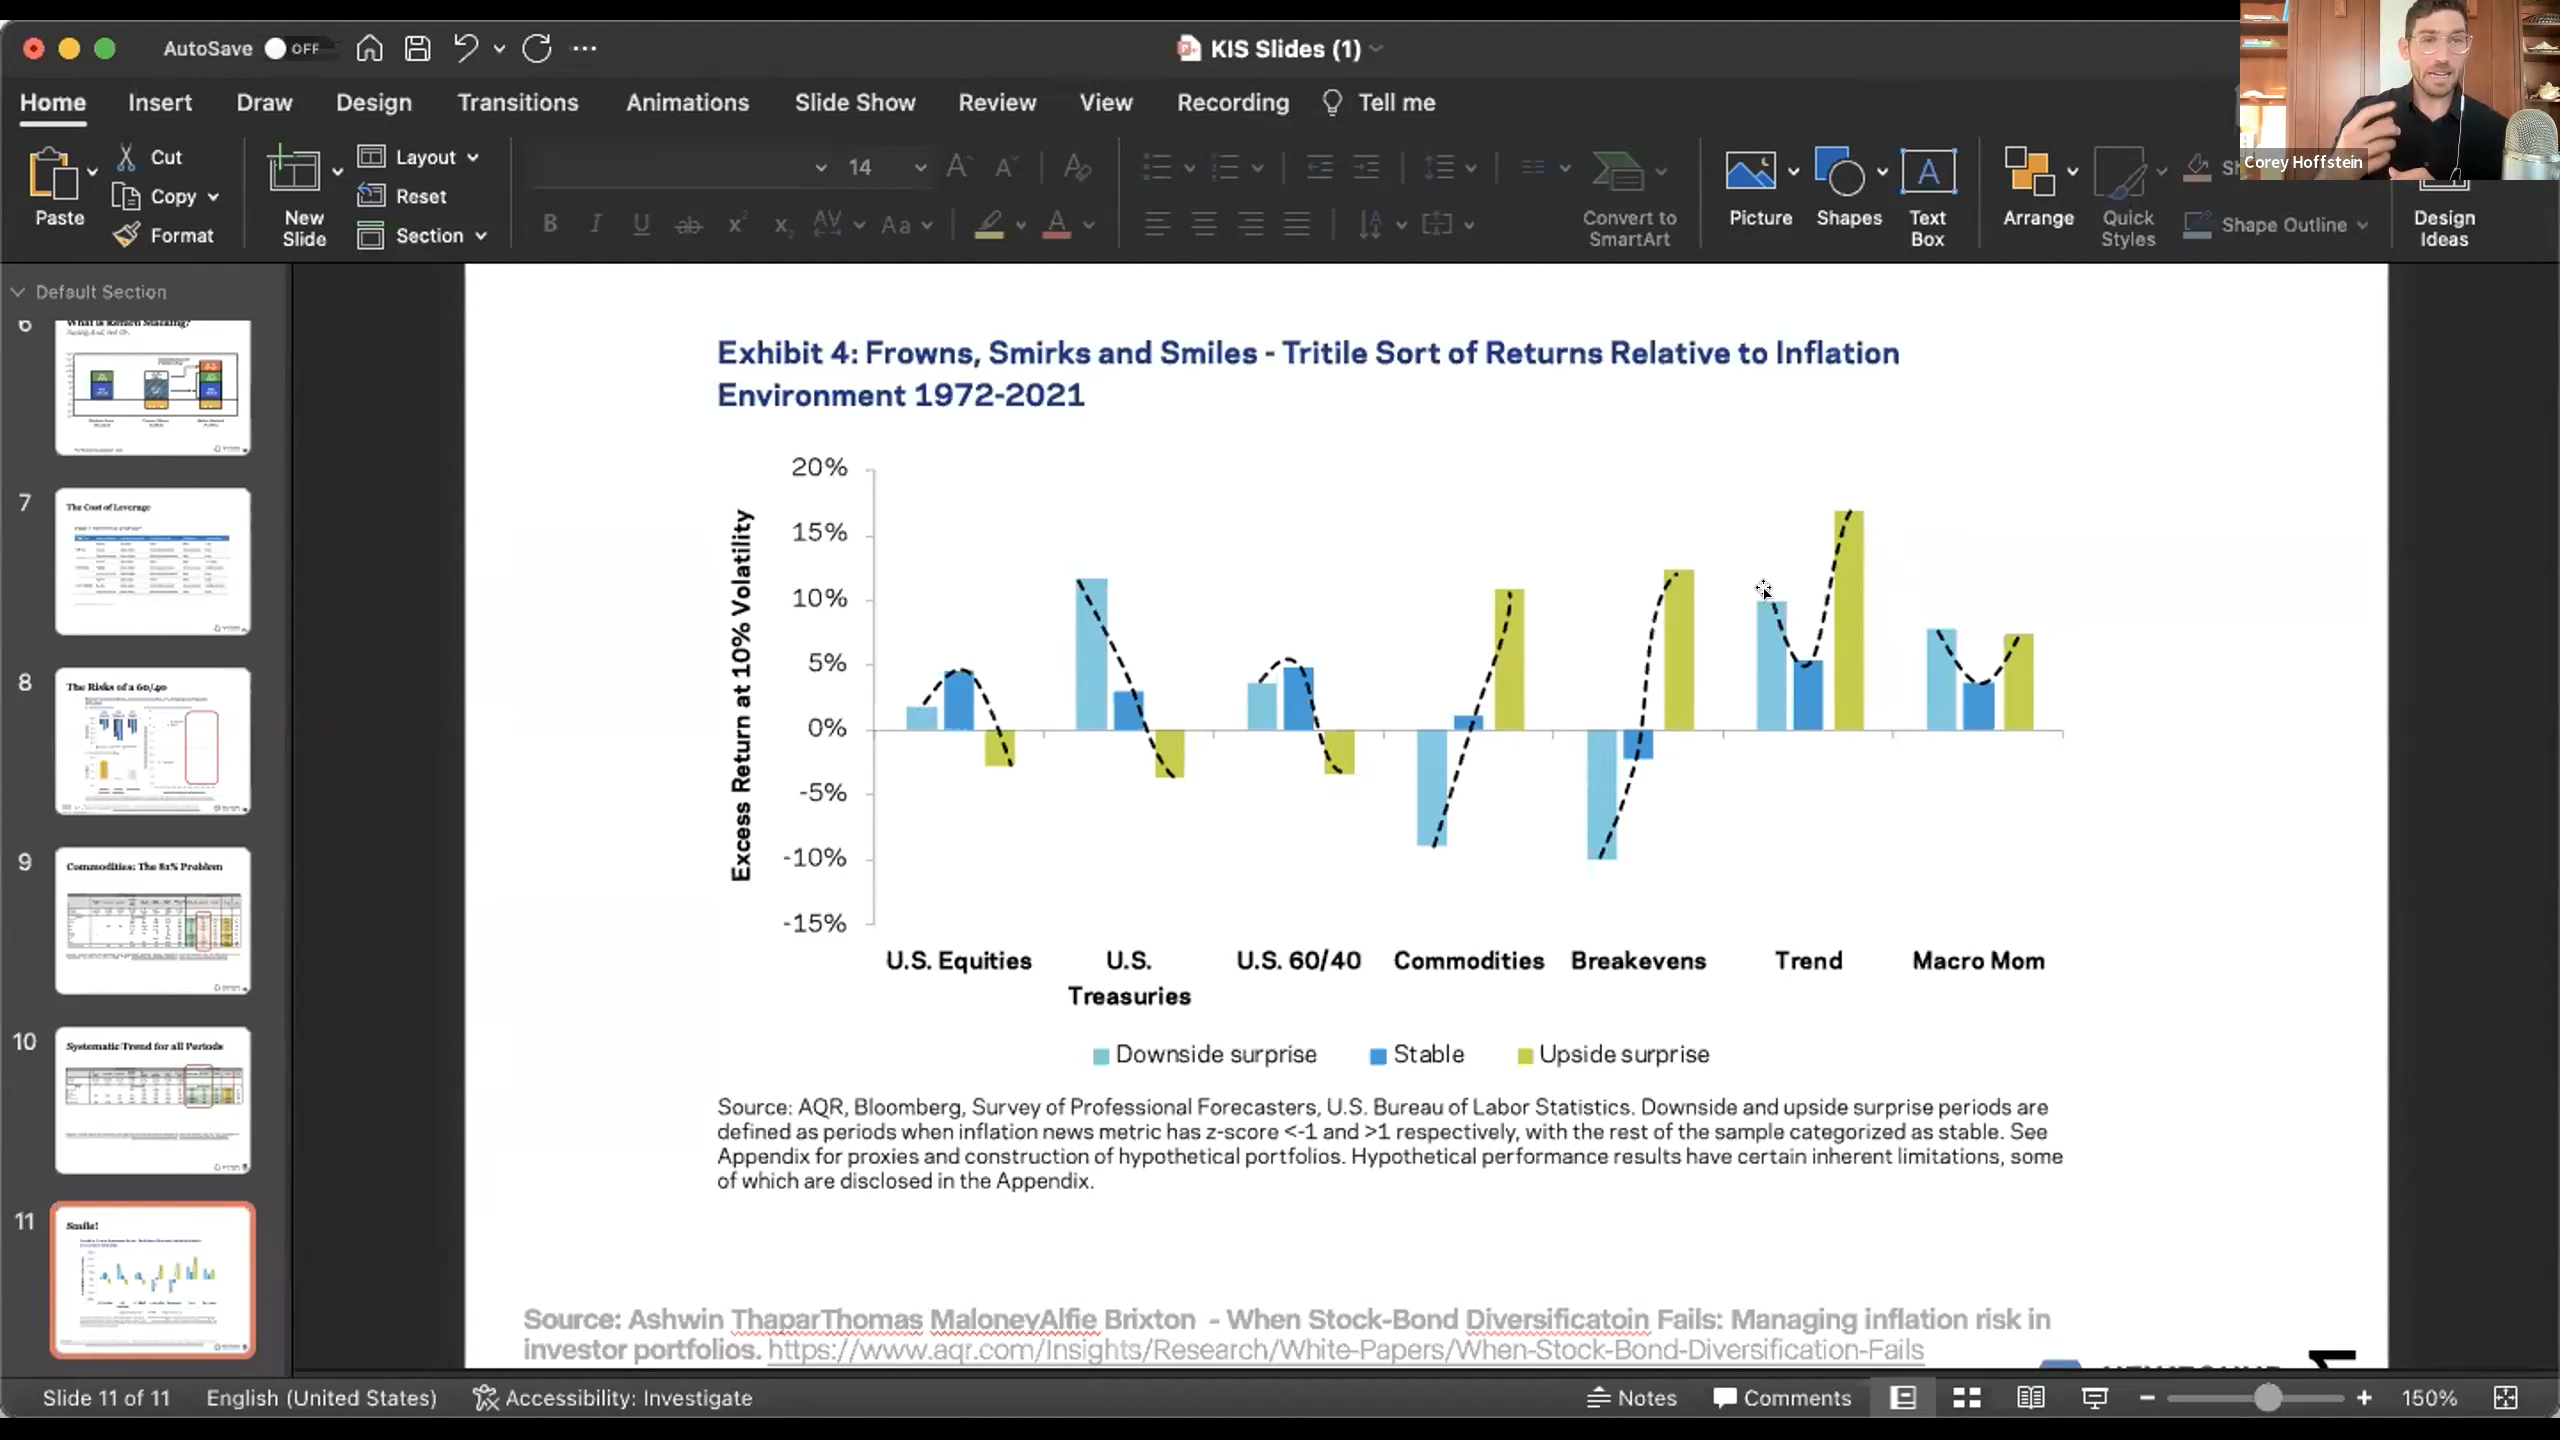 AutoSave OFF
KIS Slides (1)
Home Insert Draw Design Transitions Animations Slide Show Review View Recording Tell me
Paste
Cut
Copy
Format
New Slide
Layout
Reset
Section
14
Convert to SmartArt
Picture
Shapes
Text Box
Arrange
Quick Styles
Shape Outline
Design Ideas
Corey Hoffstein
Default Section
6
What is Return Stacking?
7
The Cost of Leverage
8
The Risks of a 60/40
9
Commodities: The 81% Problem
10
Systematic Trend for all Periods
11
Smile!
Exhibit 4: Frowns, Smirks and Smiles - Tritile Sort of Returns Relative to Inflation
Environment 1972-2021
Excess Return at 10% Volatility
20%
15%
10%
5%
0%
-5%
-10%
-15%
U.S. Equities
U.S. Treasuries
U.S. 60/40
Commodities
Breakevens
Trend
Macro Mom
Downside surprise Stable Upside surprise
Source: AQR, Bloomberg, Survey of Professional Forecasters, U.S. Bureau of Labor Statistics. Downside and upside surprise periods are
defined as periods when inflation news metric has z-score <-1 and >1 respectively, with the rest of the sample categorized as stable. See
Appendix for proxies and construction of hypothetical portfolios. Hypothetical performance results have certain inherent limitations, some
of which are disclosed in the Appendix.
Source: Ashwin ThaparThomas MaloneyAlfie Brixton - When Stock-Bond Diversificatoin Fails: Managing inflation risk in
investor portfolios. https://www.aqr.com/Insights/Research/White-Papers/When-Stock-Bond-Diversification-Fails
Slide 11 of 11 English (United States) Accessibility: Investigate Notes Comments 150%